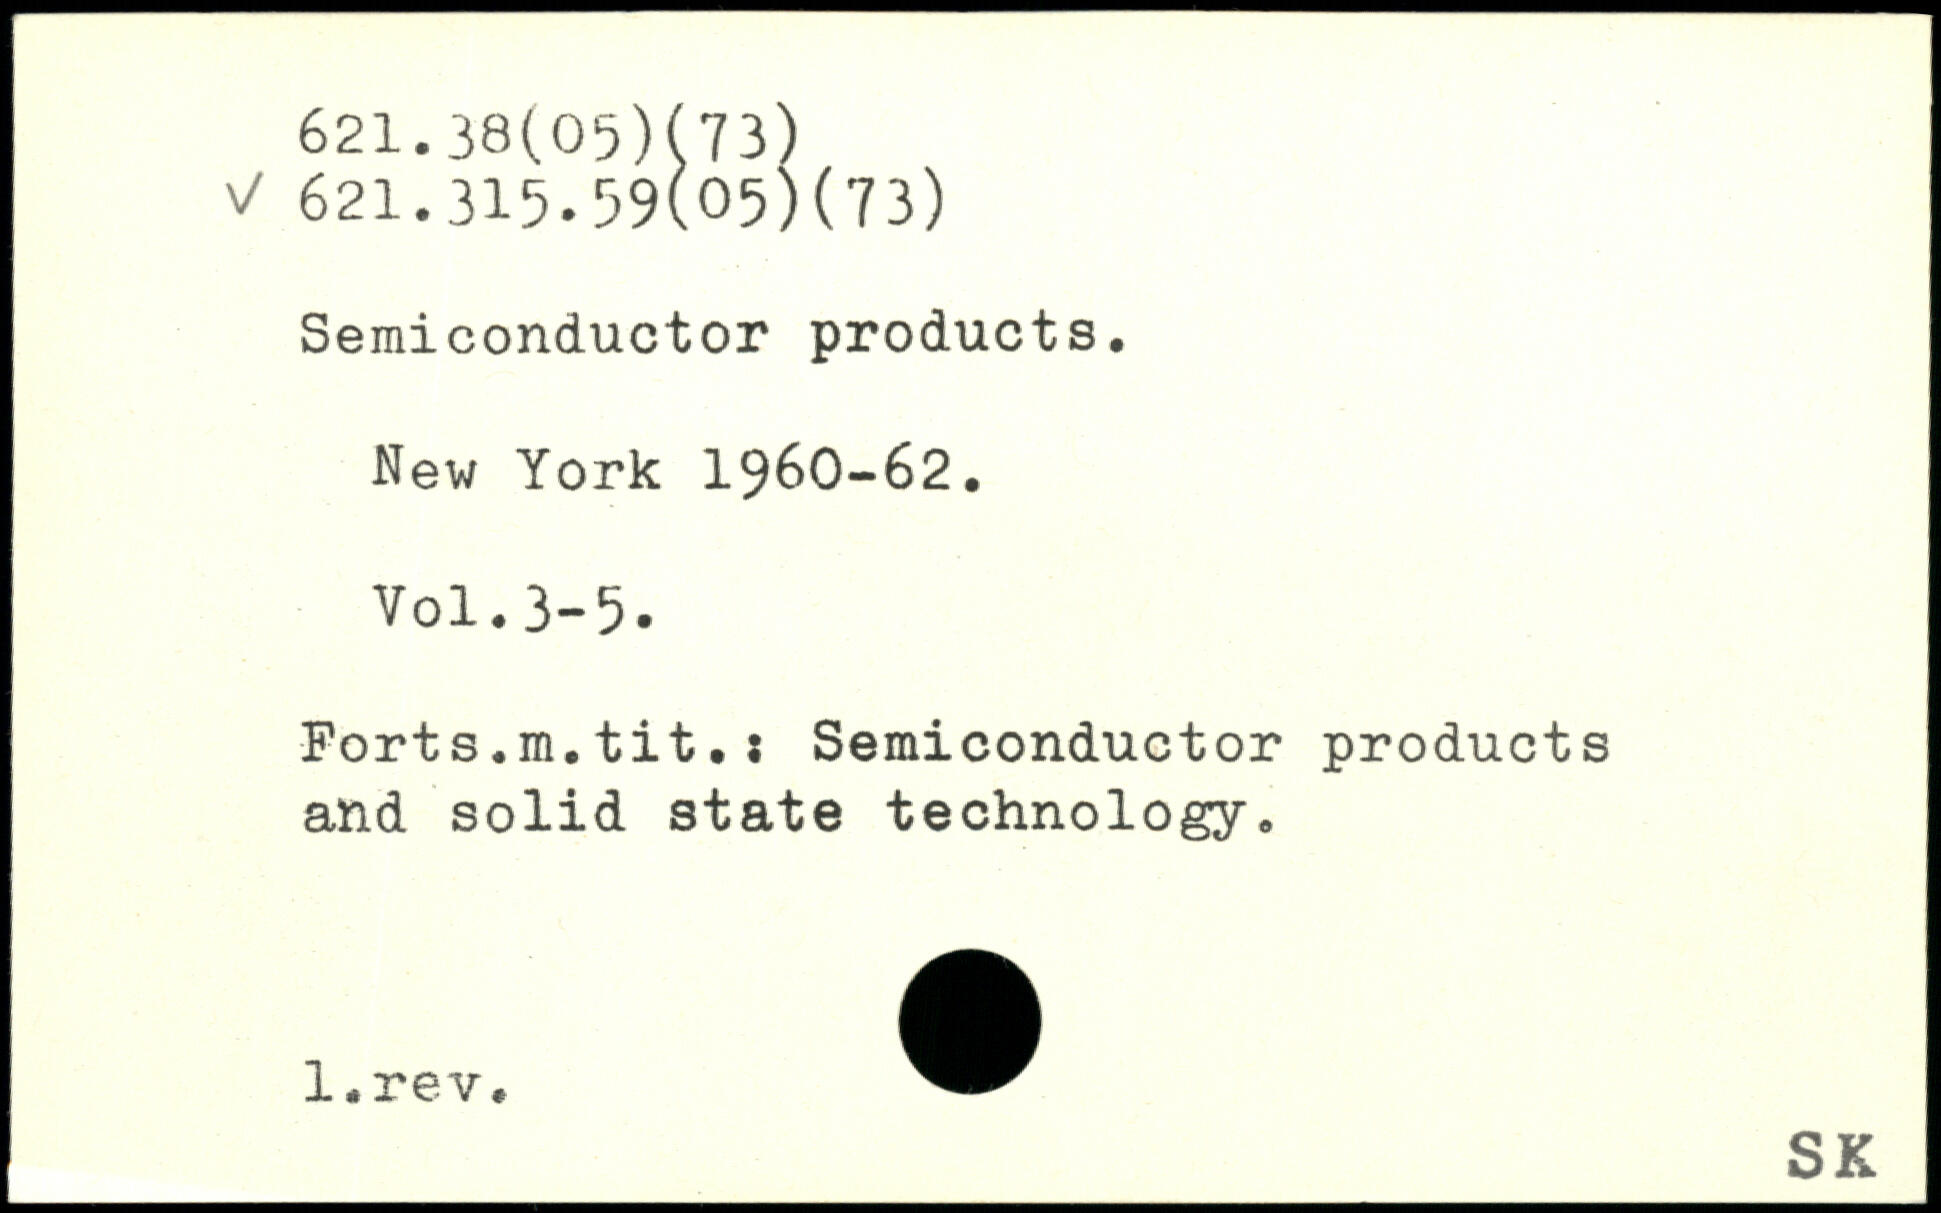 621.38(05)(73)
✓ 621.315.59(05)(73)
Semiconductor products.
New York 1960-62.
Vol.3-5.
Forts.m.tit.: Semiconductor products
and solid state technology.
1.rev.
SK